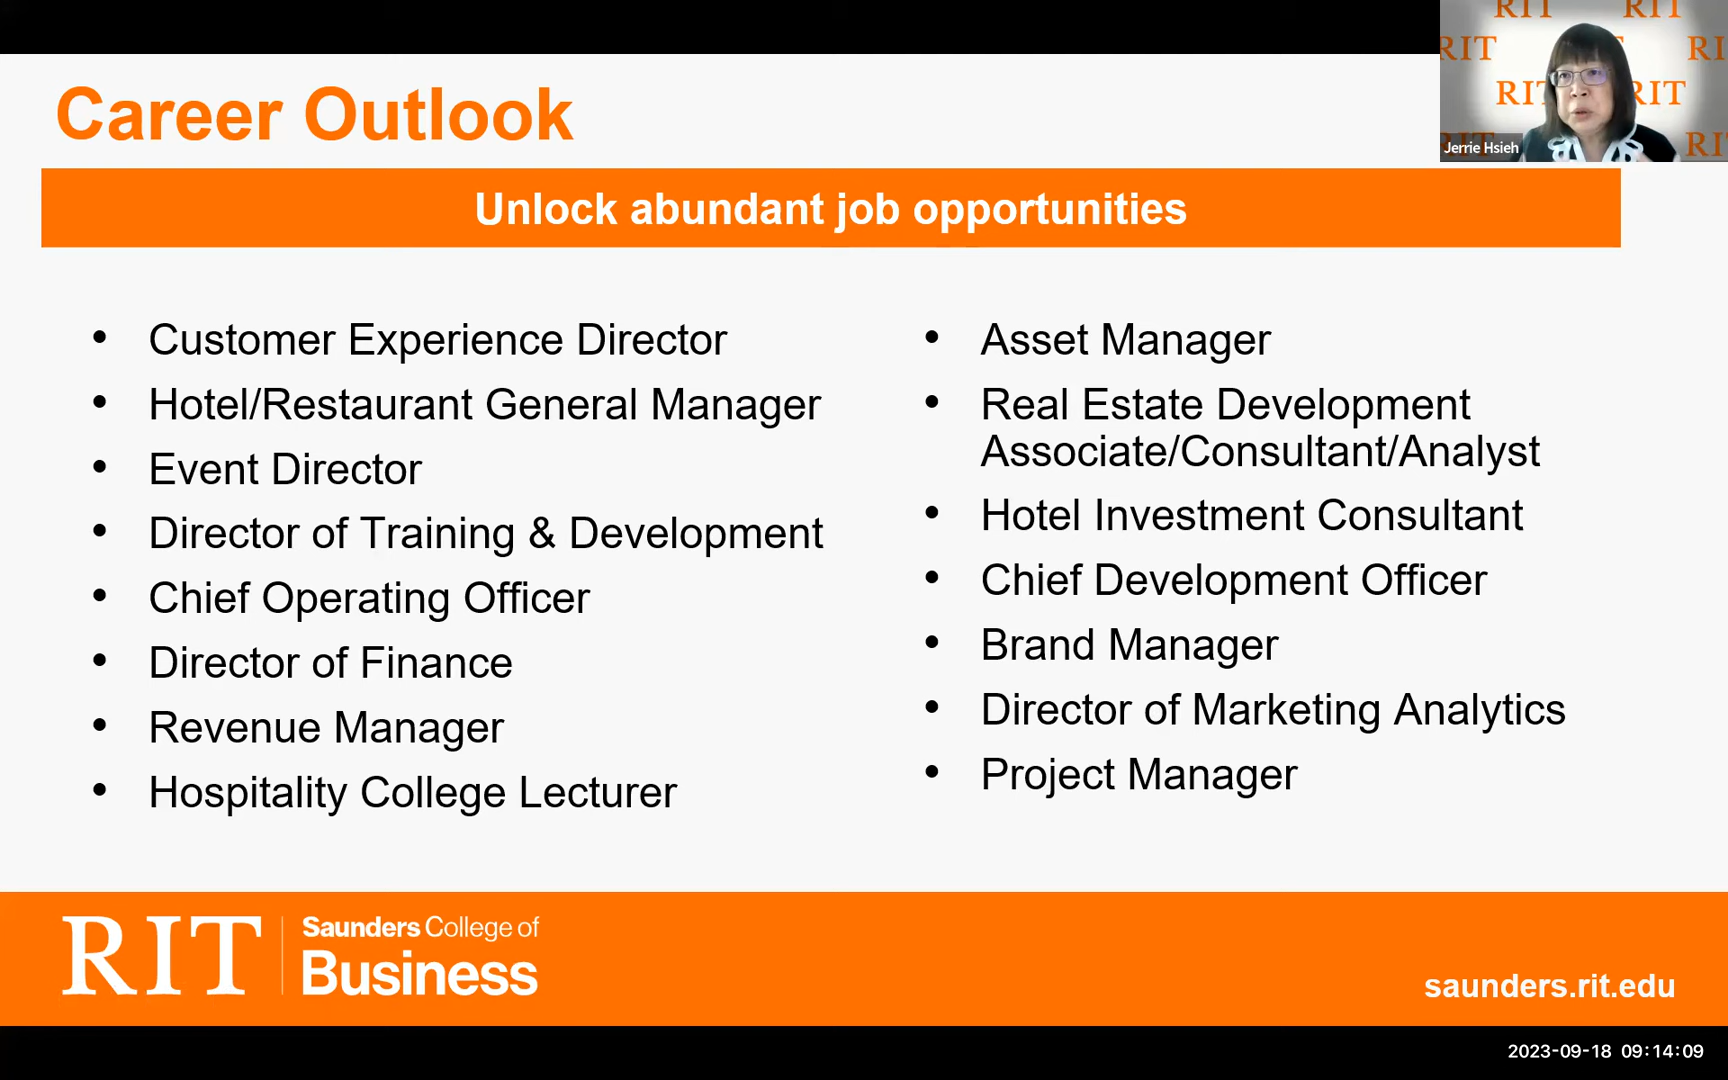 Career Outlook
Unlock abundant job opportunities
• Customer Experience Director
• Hotel/Restaurant General Manager
• Event Director
• Director of Training & Development
• Chief Operating Officer
• Director of Finance
• Revenue Manager
• Hospitality College Lecturer
• Asset Manager
• Real Estate Development
Associate/Consultant/Analyst
• Hotel Investment Consultant
• Chief Development Officer
• Brand Manager
• Director of Marketing Analytics
• Project Manager
RIT RIT
RIT RI
RIT RIT
RI
Jerrie Hsieh
RIT
Saunders College of
Business
saunders.rit.edu
2023-09-18 09:14:09